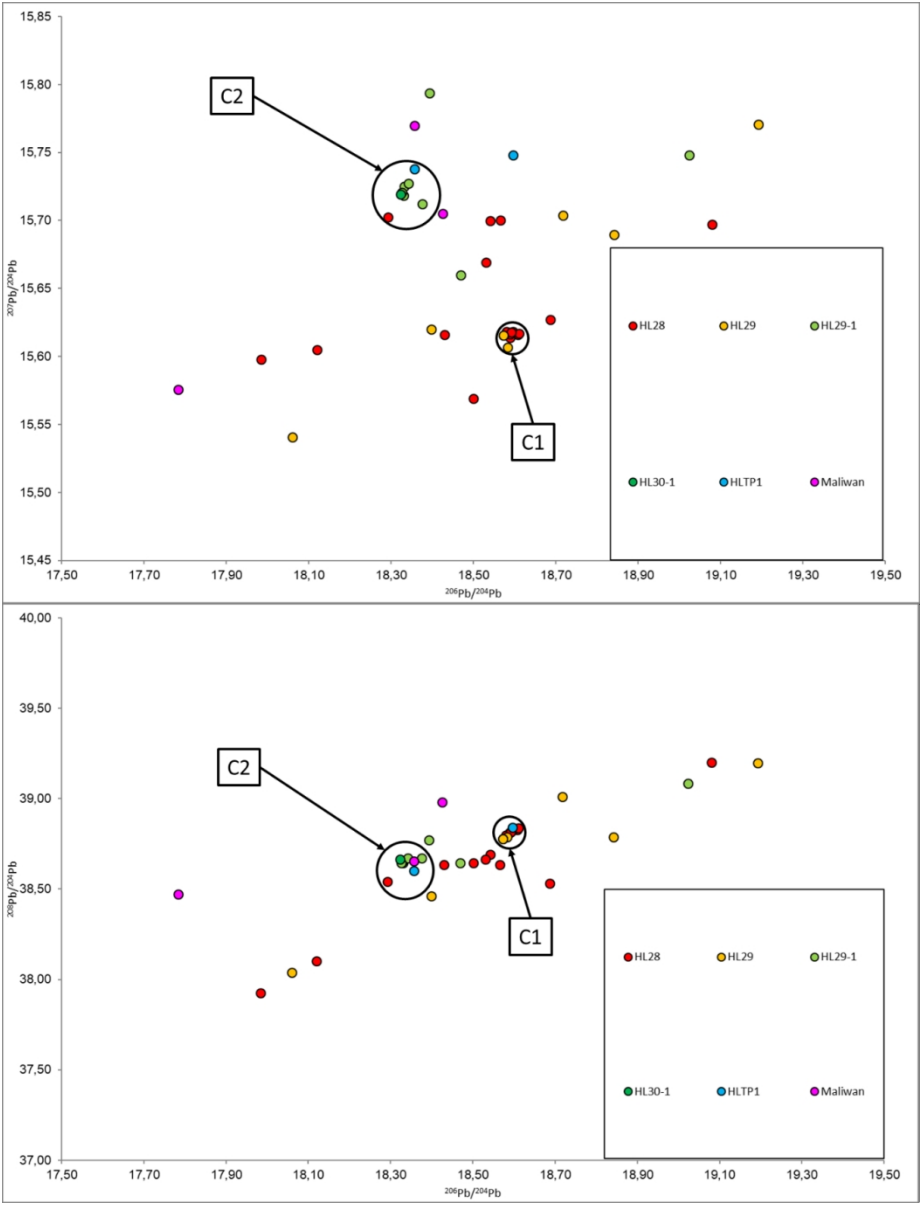 15,85
15,80
C2
15,75
15,70
15,65
²⁰⁷Pb/²⁰⁴Pb
HL28 HL29 HL29-1
15,60
C1
15,55
HL30-1 HLTP1 Maliwan
15,50
15,45
17,50 17,70 17,90 18,10 18,30 18,50 18,70 18,90 19,10 19,30 19,50
²⁰⁶Pb/²⁰⁴Pb
40,00
39,50
C2
39,00
38,50
²⁰⁸Pb/²⁰⁴Pb
C1
HL28 HL29 HL29-1
38,00
37,50
HL30-1 HLTP1 Maliwan
37,00
17,50 17,70 17,90 18,10 18,30 18,50 18,70 18,90 19,10 19,30 19,50
²⁰⁶Pb/²⁰⁴Pb